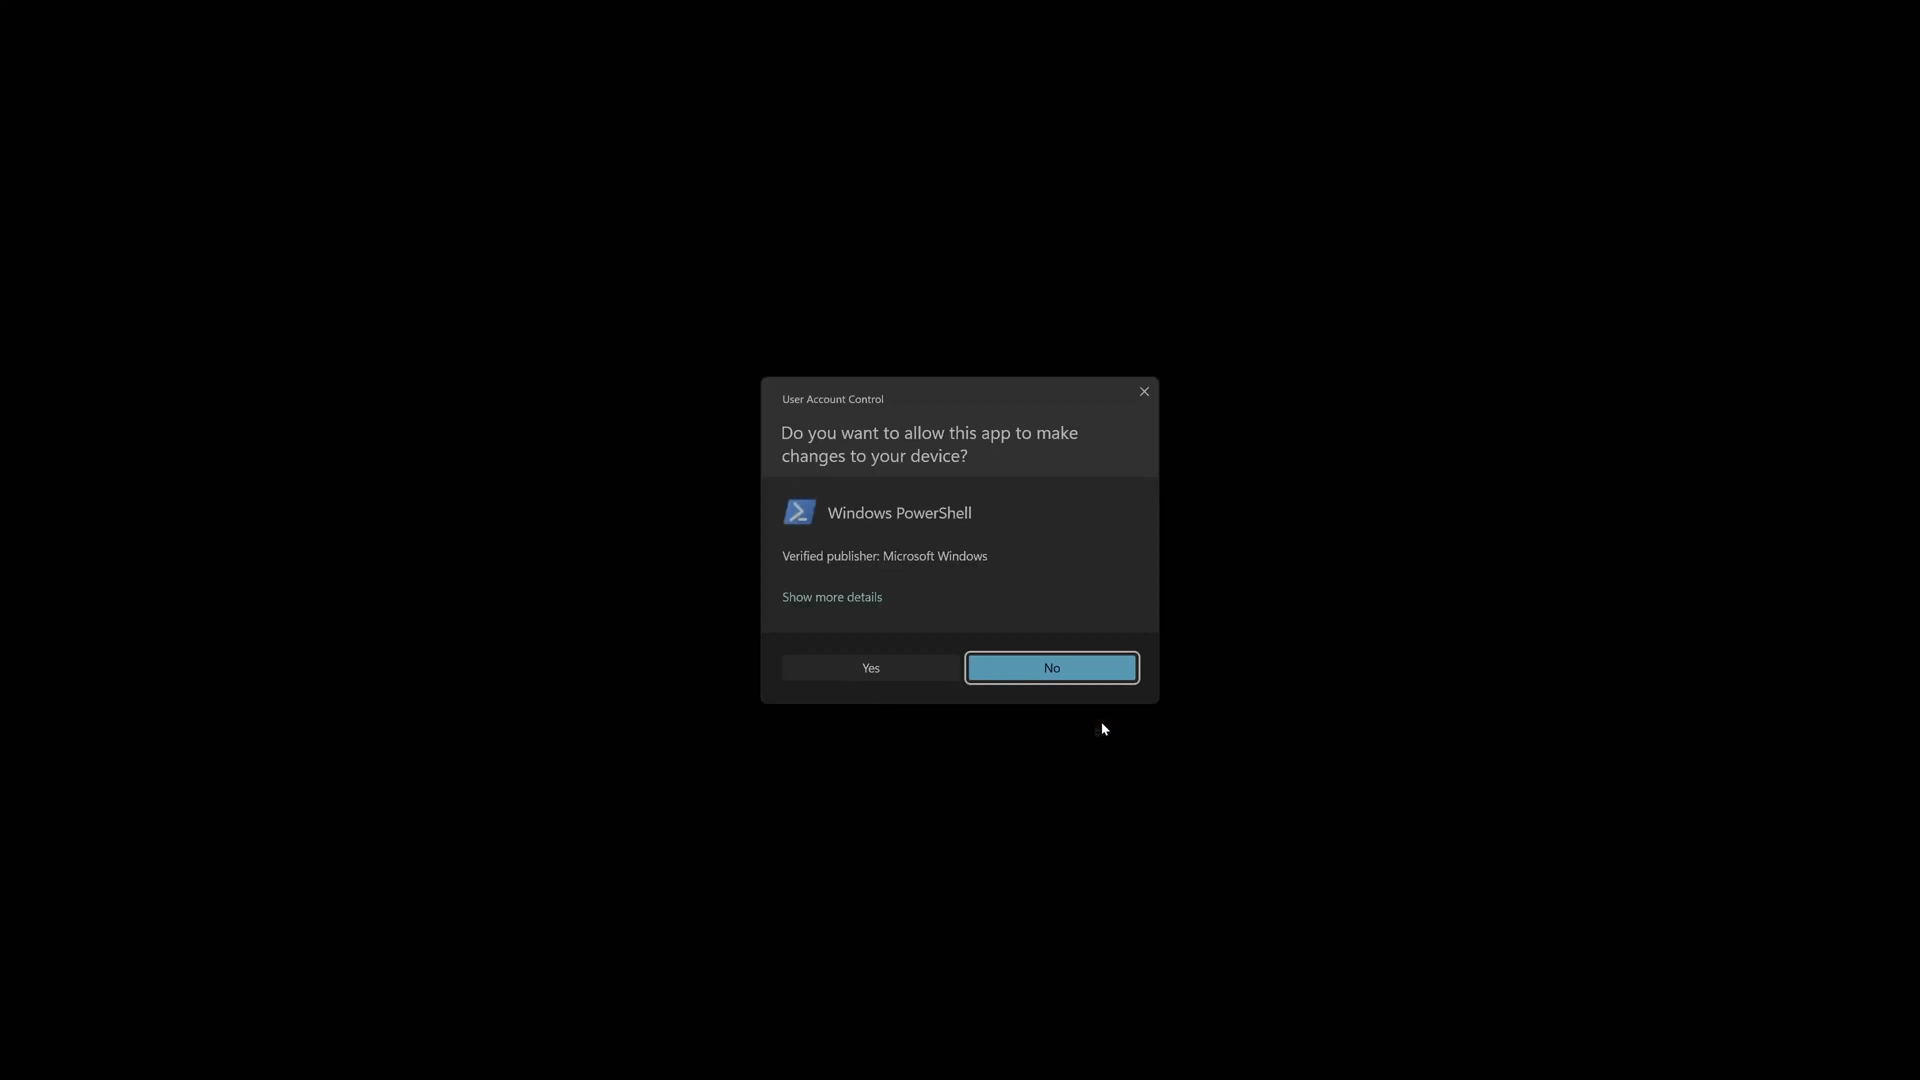 User Account Control
Do you want to allow this app to make
changes to your device?
Windows PowerShell
Verified publisher: Microsoft Windows
Show more details
Yes
No